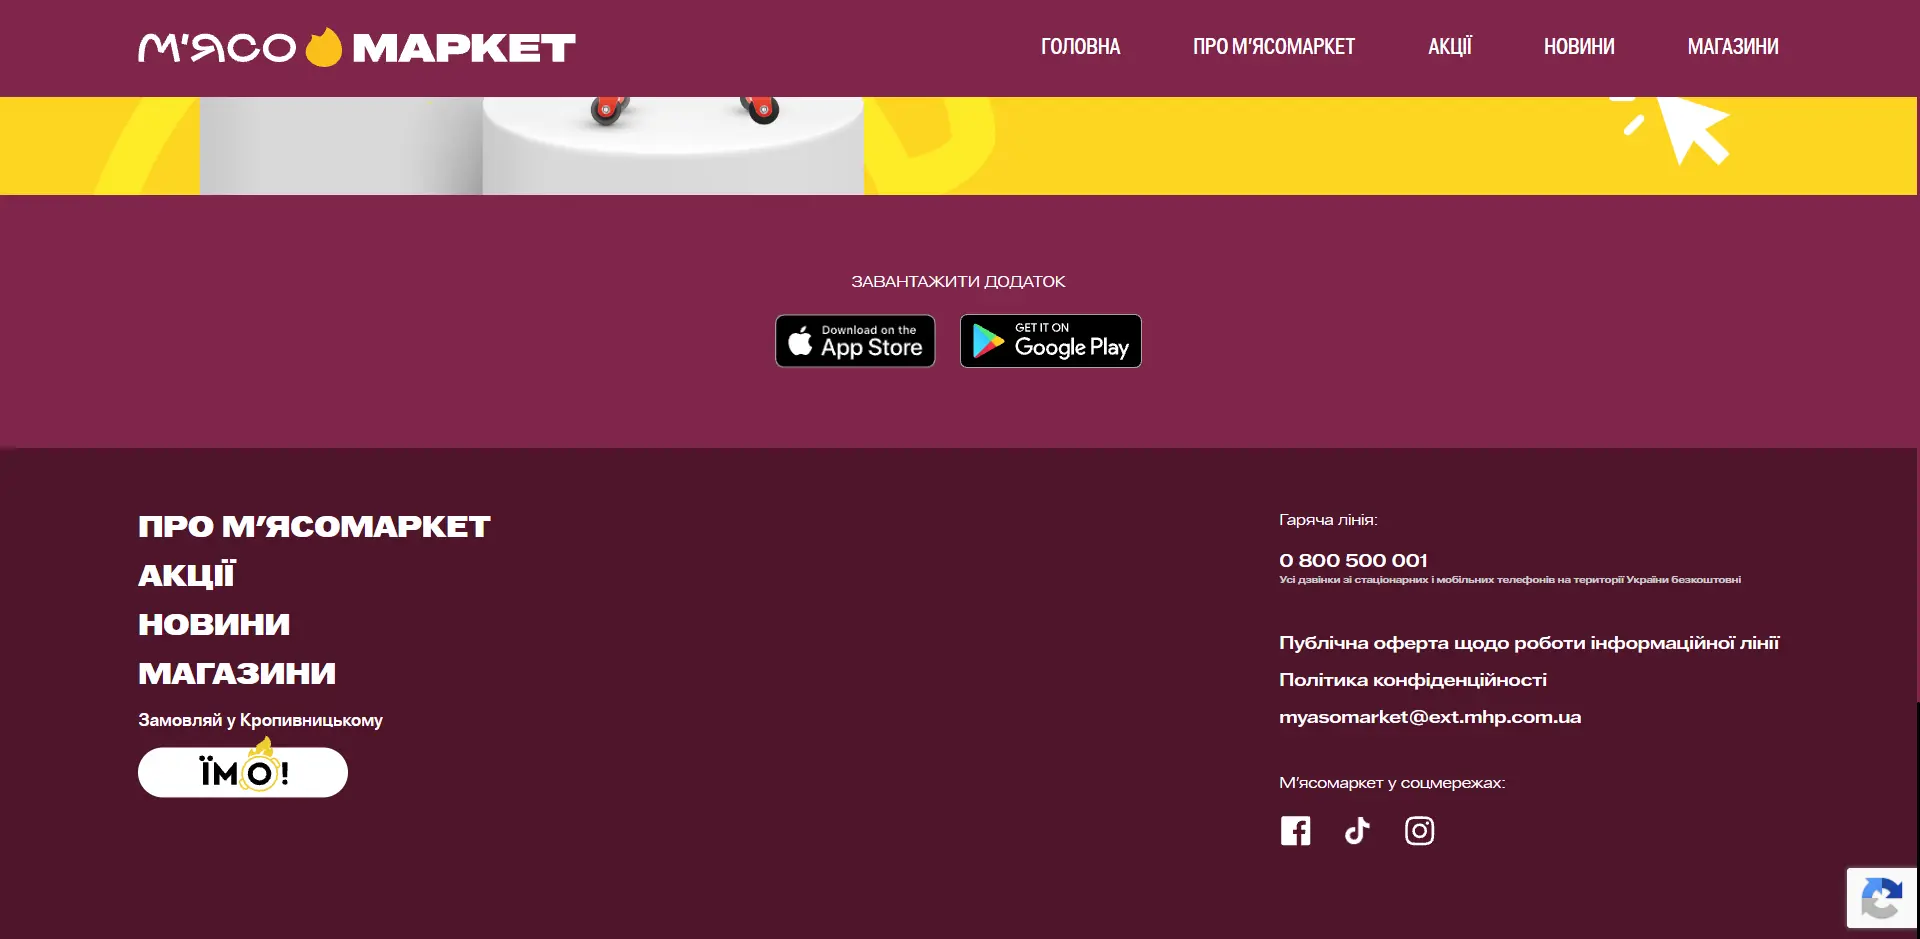 М'ЯСО МАРКЕТ
ГОЛОВНА
ПРО М'ЯСОМАРКЕТ
АКЦІЇ
НОВИНИ
МАГАЗИНИ
ЗАВАНТАЖИТИ ДОДАТОК
Download on the
App Store
GET IT ON
Google Play
ПРО М'ЯСОМАРКЕТ
АКЦІЇ
НОВИНИ
МАГАЗИНИ
Замовляй у Кропивницькому
ЇМО!
Гаряча лінія:
0 800 500 001
Усі дзвінки зі стаціонарних і мобільних телефонів на території України безкоштовні
Публічна оферта щодо роботи інформаційної лінії
Політика конфіденційності
myasomarket@ext.mhp.com.ua
М'ясомаркет у соцмережах: